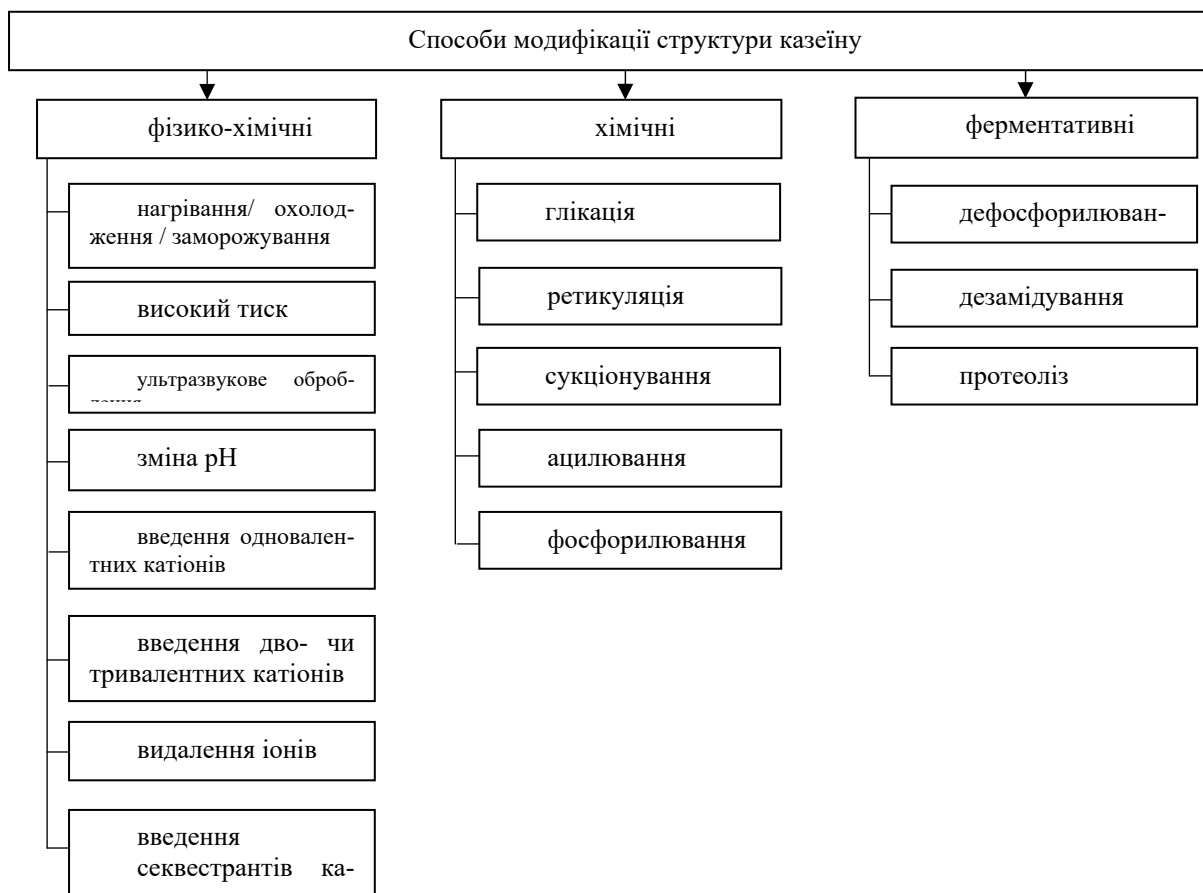 Способи модифікації структури казеїну
фізико-хімічні
нагрівання/ охолод-
ження / заморожування
високий тиск
ультразвукове оброб-
зміна рН
введення одновален-
тних катіонів
введення дво- чи
тривалентних катіонів
видалення іонів
введення
секвестрантів ка-
хімічні
глікація
ретикуляція
сукціонування
ацилювання
фосфорилювання
ферментативні
дефосфорилюван-
дезамідування
протеоліз